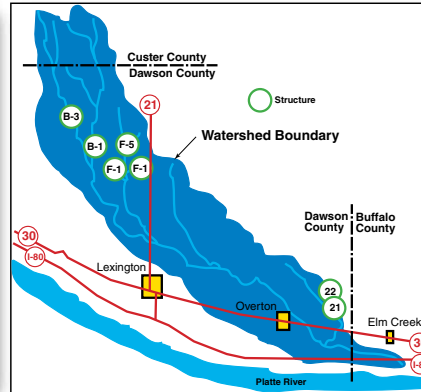 Custer County
Dawson County
21
Structure
B-3
B-1
F-5
F-1
F-1
Watershed Boundary
Dawson
County
Buffalo
County
30
I-80
Lexington
22
21
Overton
Elm Creek
Platte River